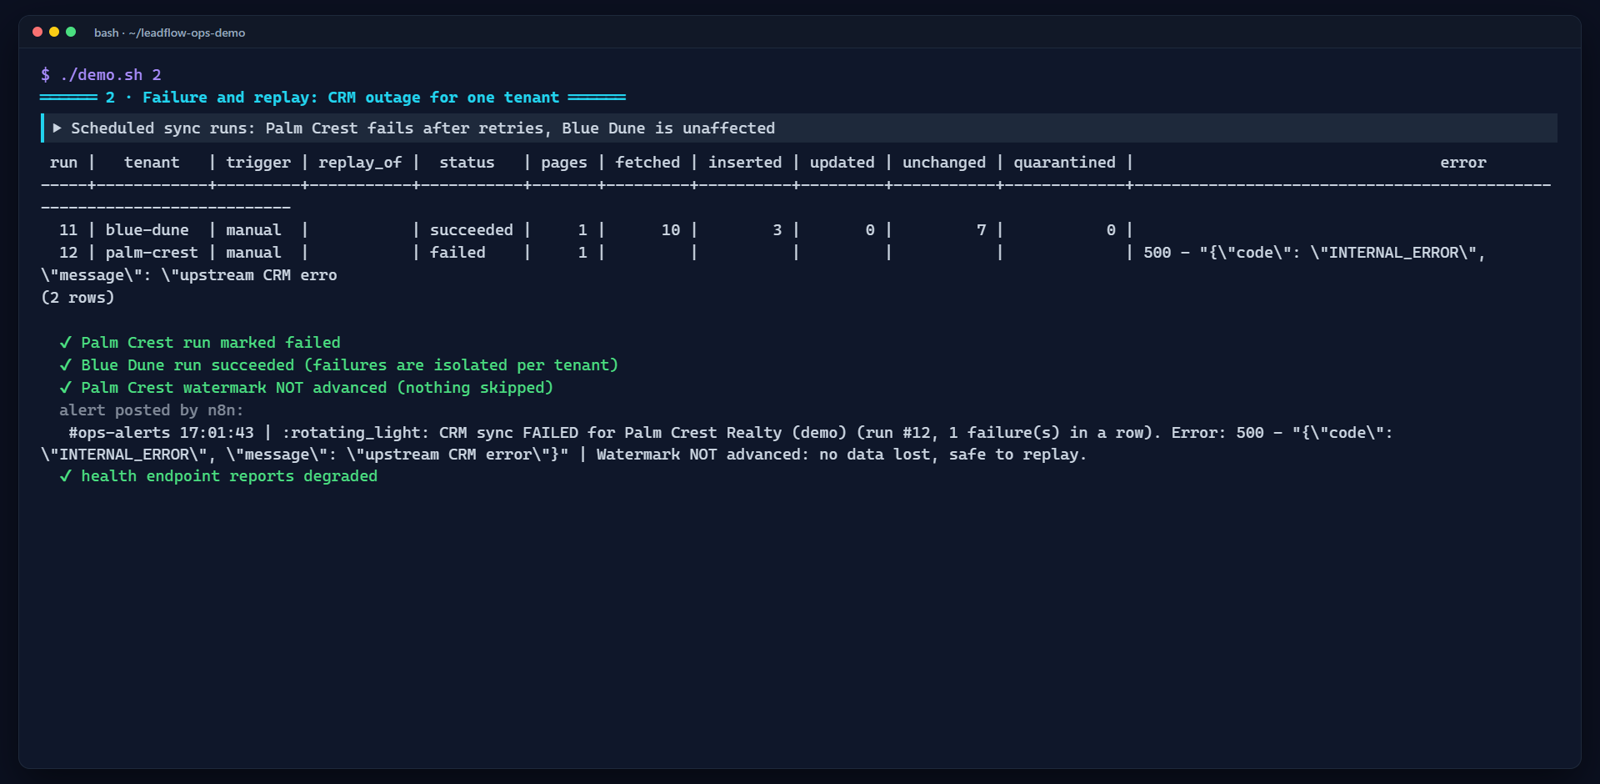 bash · ~/leadflow-ops-demo
$ ./demo.sh 2
══════ 2 · Failure and replay: CRM outage for one tenant ══════
▶ Scheduled sync runs: Palm Crest fails after retries, Blue Dune is unaffected
 run |   tenant   | trigger | replay_of |  status   | pages | fetched | inserted | updated | unchanged | quarantined |                                 error
-----+------------+---------+-----------+-----------+-------+---------+----------+---------+-----------+-------------+---------------------------------------------
---------------------------
  11 | blue-dune  | manual  |           | succeeded |     1 |      10 |        3 |       0 |         7 |           0 |
  12 | palm-crest | manual  |           | failed    |     1 |         |          |         |           |             | 500 - "{\"code\": \"INTERNAL_ERROR\",
\"message\": \"upstream CRM erro
(2 rows)
✓ Palm Crest run marked failed
✓ Blue Dune run succeeded (failures are isolated per tenant)
✓ Palm Crest watermark NOT advanced (nothing skipped)
alert posted by n8n:
#ops-alerts 17:01:43 | :rotating_light: CRM sync FAILED for Palm Crest Realty (demo) (run #12, 1 failure(s) in a row). Error: 500 - "{\"code\":
\"INTERNAL_ERROR\", \"message\": \"upstream CRM error\"}" | Watermark NOT advanced: no data lost, safe to replay.
✓ health endpoint reports degraded